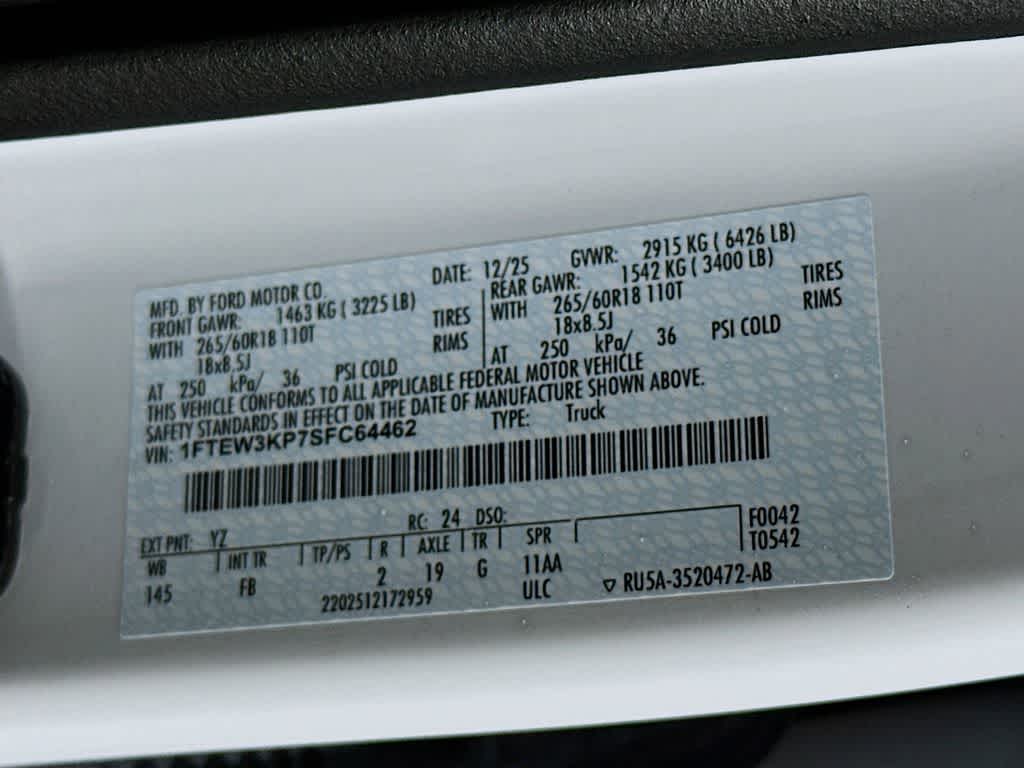 MFD. BY FORD MOTOR CO. DATE: 12/25 GVWR: 2915 KG ( 6426 LB)
FRONT GAWR: 1463 KG ( 3225 LB)
WITH 265/60R18 110T TIRES
18x8.5J RIMS
AT 250 kPa/ 36 PSI COLD
REAR GAWR: 1542 KG ( 3400 LB)
WITH 265/60R18 110T TIRES
18x8.5J RIMS
AT 250 kPa/ 36 PSI COLD
THIS VEHICLE CONFORMS TO ALL APPLICABLE FEDERAL MOTOR VEHICLE
SAFETY STANDARDS IN EFFECT ON THE DATE OF MANUFACTURE SHOWN ABOVE.
VIN: 1FTEW3KP7SFC64462 TYPE: Truck
EXT PNT: YZ RC: 24 DSO: F0042
WB INT TR TP/PS R AXLE TR SPR T0542
145 FB 2 19 G 11AA
2202512172959 ULC ▽ RU5A-3520472-AB